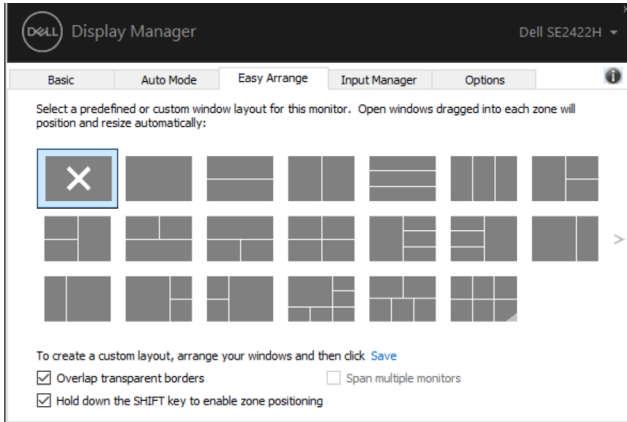 DELL Display Manager
Dell SE2422H
Basic Auto Mode Easy Arrange Input Manager Options
Select a predefined or custom window layout for this monitor. Open windows dragged into each zone will
position and resize automatically:
To create a custom layout, arrange your windows and then click Save
Overlap transparent borders
Span multiple monitors
Hold down the SHIFT key to enable zone positioning